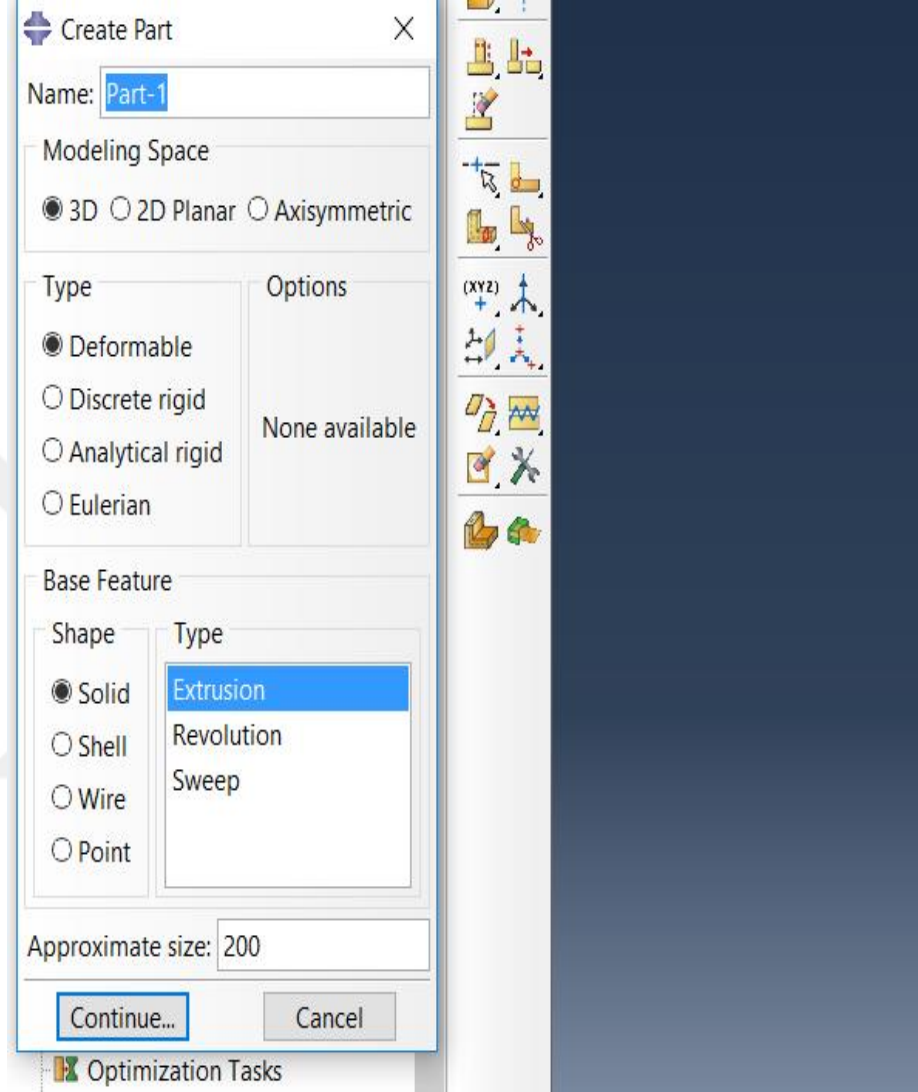 Create Part
Name: Part-1
Modeling Space
3D 2D Planar Axisymmetric
Type
Deformable
Discrete rigid
Analytical rigid
Eulerian
Options
None available
Base Feature
Shape
Solid
Shell
Wire
Point
Type
Extrusion
Revolution
Sweep
Approximate size: 200
Continue... Cancel
Optimization Tasks
(XYZ)